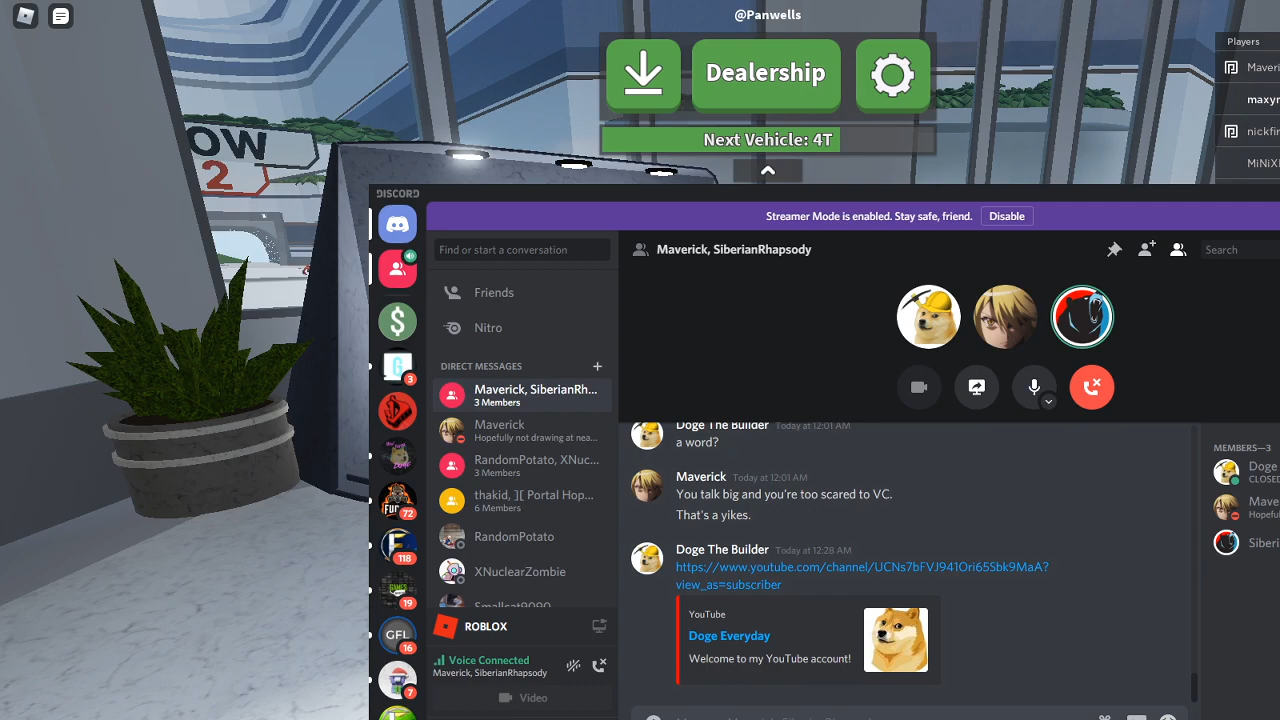 @Panwells
Dealership
Next Vehicle: 4T
Players
Maveri
maxyn
nickfi
MiNiX
OW
2
DISCORD
Streamer Mode is enabled. Stay safe, friend.
Disable
Find or start a conversation
Friends
Nitro
DIRECT MESSAGES
Maverick, SiberianRh...
3 Members
Maverick
Hopefully not drawing at nea...
RandomPotato, XNuc...
3 Members
thakid, ][ Portal Hop...
6 Members
RandomPotato
XNuclearZombie
Smallcat9090
ROBLOX
Voice Connected
Maverick, SiberianRhapsody
Video
3
72
118
19
GFL
16
7
Maverick, SiberianRhapsody
Search
Doge The Builder Today at 12:01 AM
a word?
Maverick Today at 12:01 AM
You talk big and you're too scared to VC.
That's a yikes.
Doge The Builder Today at 12:28 AM
https://www.youtube.com/channel/UCNs7bFVJ941Ori65Sbk9MaA?
view_as=subscriber
YouTube
Doge Everyday
Welcome to my YouTube account!
MEMBERS—3
Doge
CLOSED
Mave
Hopefu
Siberi